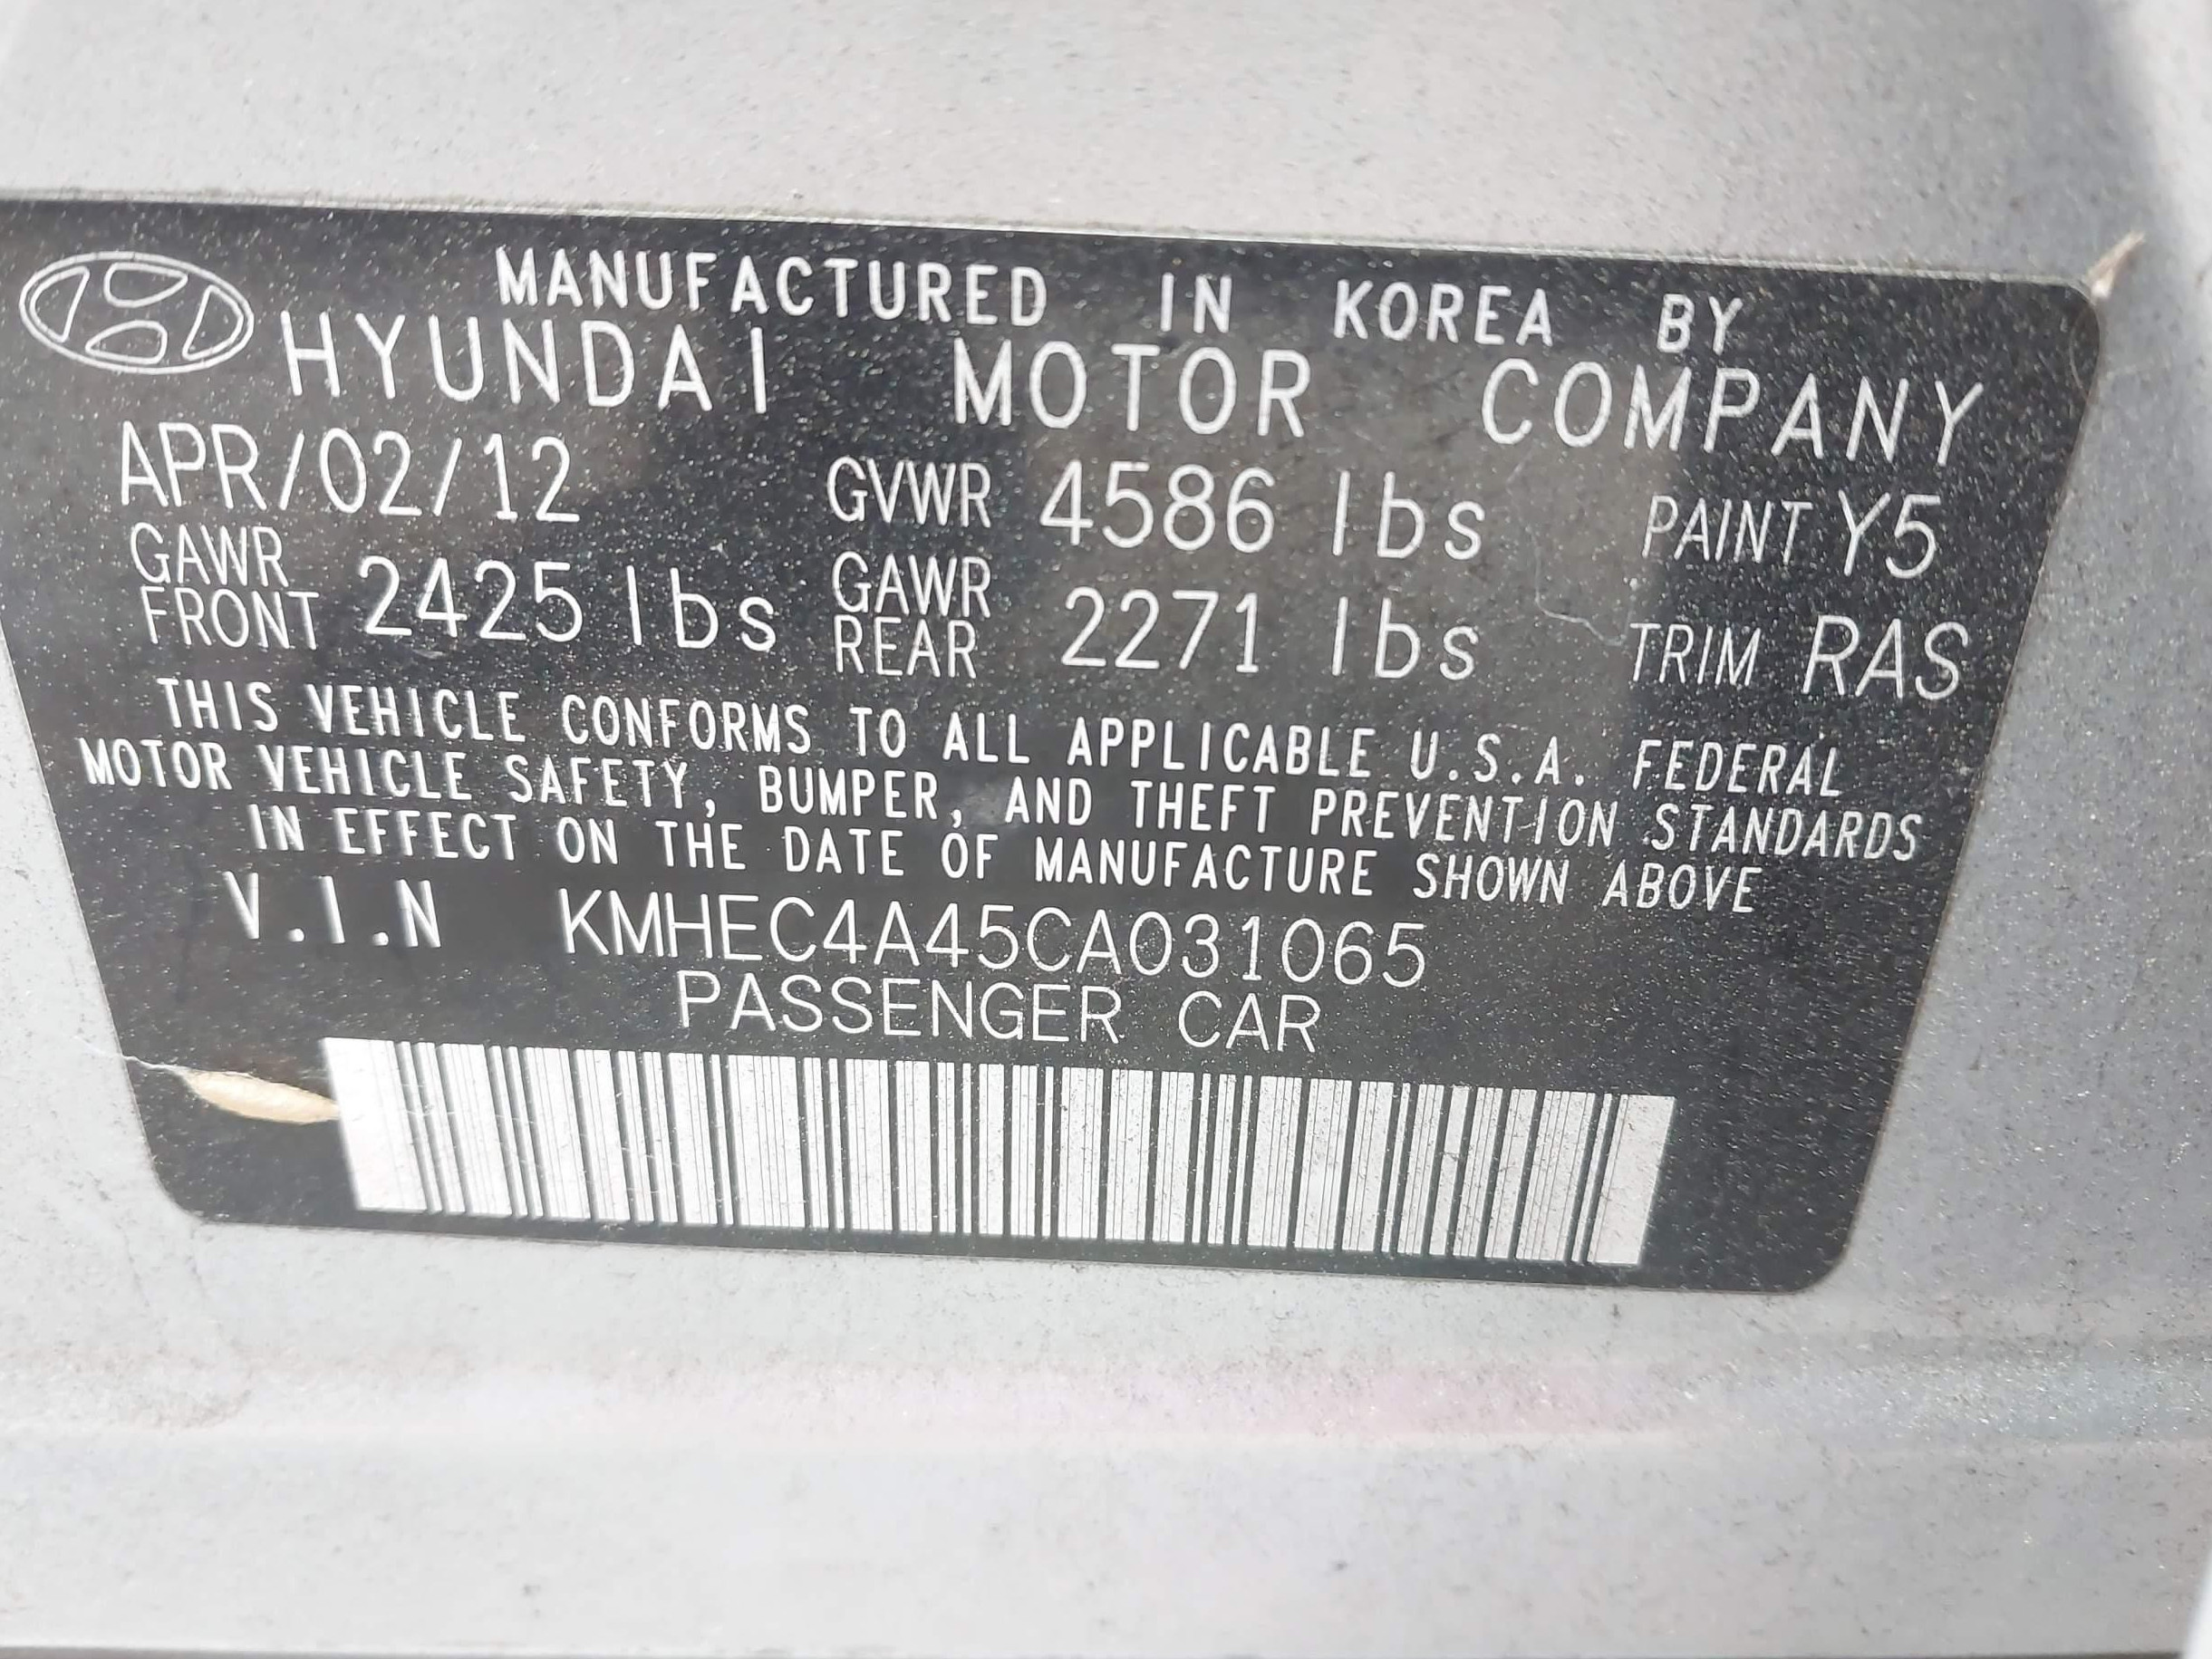 MANUFACTURED IN KOREA BY
HYUNDAI MOTOR COMPANY
APR/02/12 GVWR 4586 lbs PAINT Y5
GAWR FRONT 2425 lbs GAWR REAR 2271 lbs TRIM RAS
THIS VEHICLE CONFORMS TO ALL APPLICABLE U.S.A. FEDERAL
MOTOR VEHICLE SAFETY, BUMPER, AND THEFT PREVENTION STANDARDS
IN EFFECT ON THE DATE OF MANUFACTURE SHOWN ABOVE
V.I.N KMHEC4A45CA031065
PASSENGER CAR